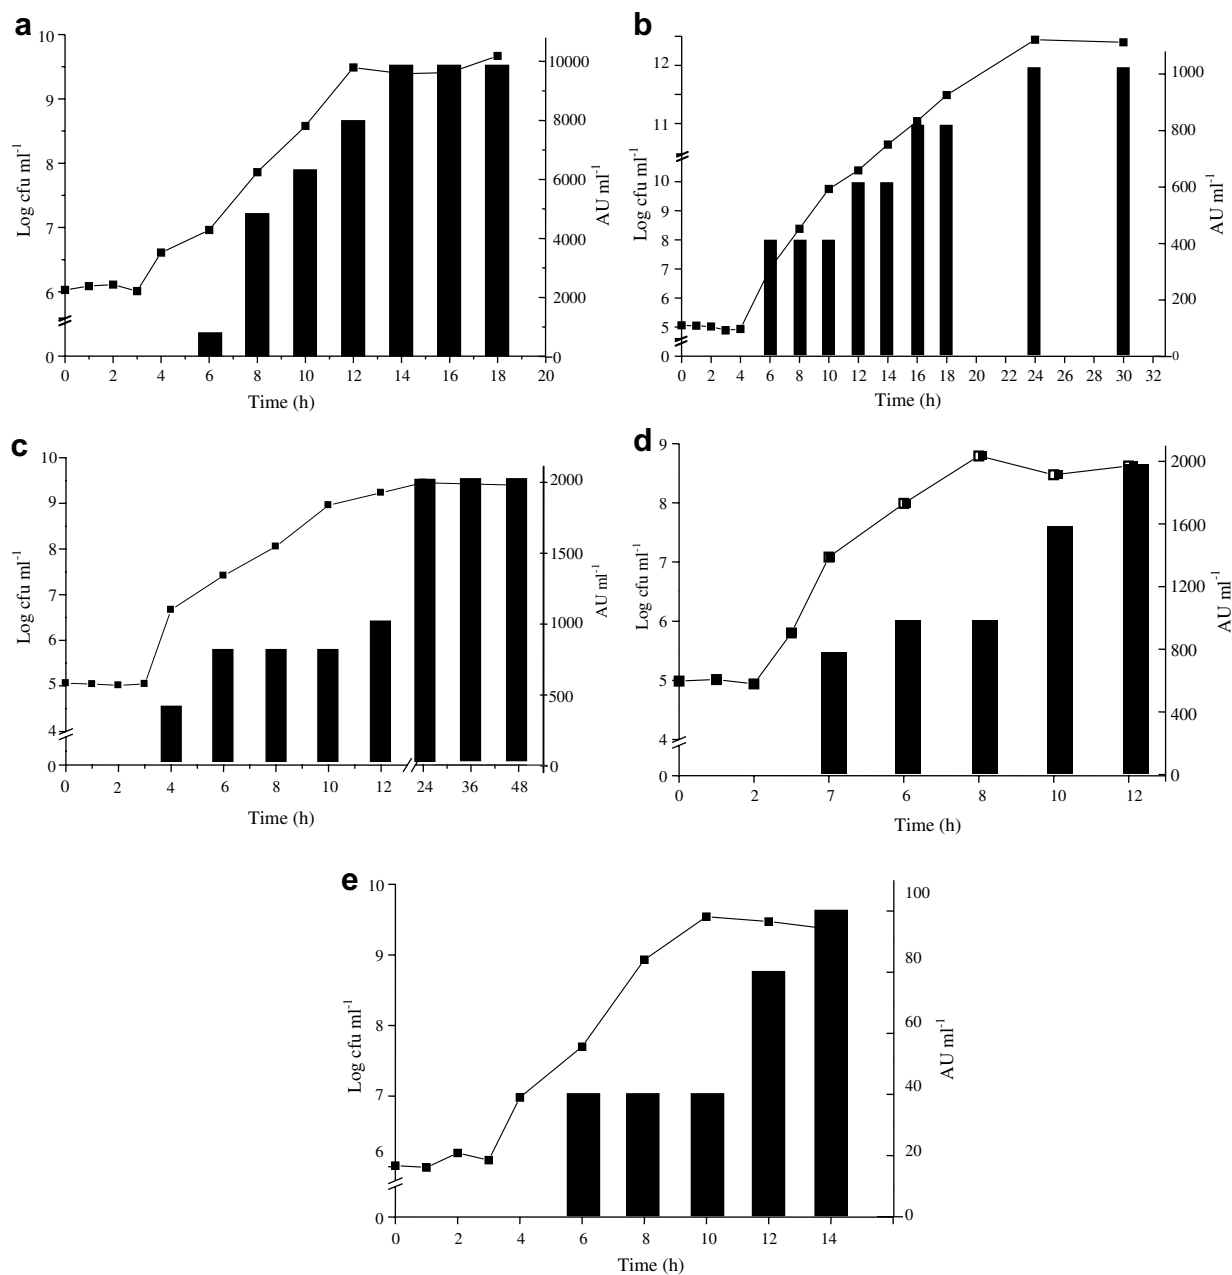 a
10
9
8
7
6
0
Log cfu ml-1
10000
8000
6000
4000
2000
0
AU ml-1
0 2 4 6 8 10 12 14 16 18 20
Time (h)
b
12
11
10
9
8
7
6
5
0
Log cfu ml-1
1000
800
600
400
200
0
AU ml-1
0 2 4 6 8 10 12 14 16 18 20 22 24 26 28 30 32
Time (h)
c
10
9
8
7
6
5
4
0
Log cfu ml-1
2000
1500
1000
500
0
AU ml-1
0 2 4 6 8 10 12 24 36 48
Time (h)
d
9
8
7
6
5
4
0
Log cfu ml-1
2000
1600
1200
800
400
0
AU ml-1
0 2 7 6 8 10 12
Time (h)
e
10
9
8
7
6
0
Log cfu ml-1
100
80
60
40
20
0
AU ml-1
0 2 4 6 8 10 12 14
Time (h)